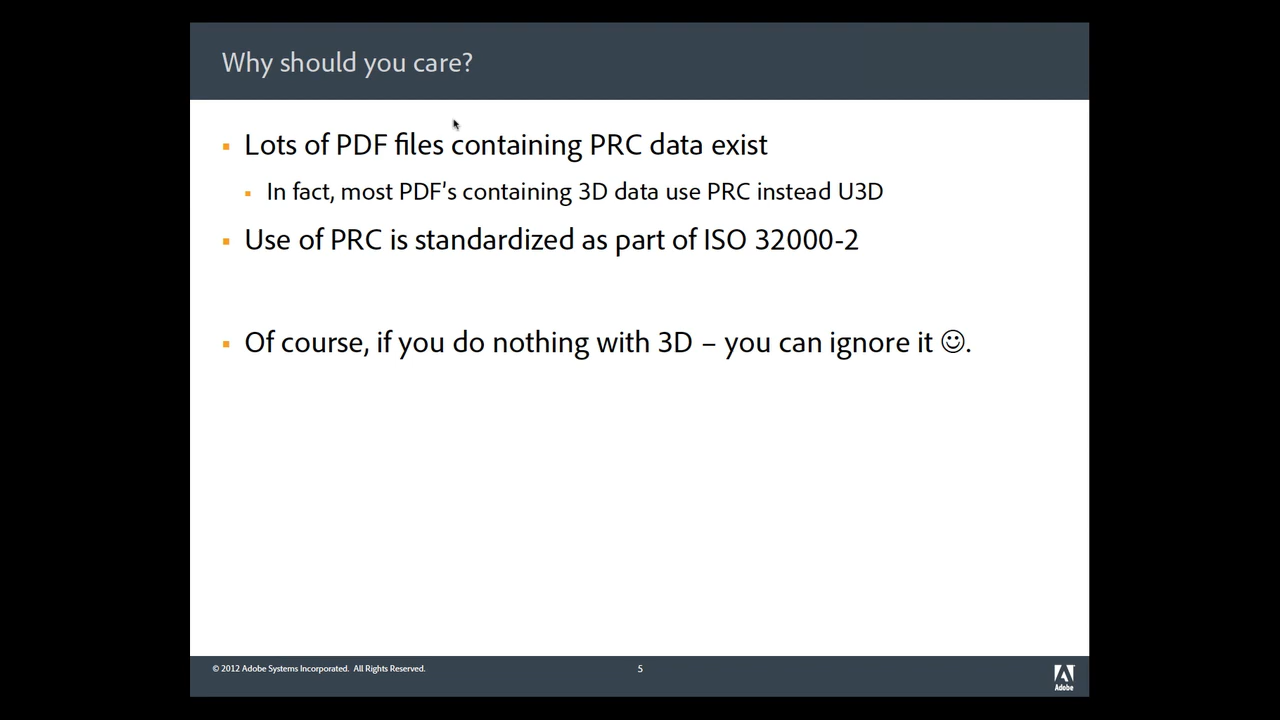 Why should you care?
Lots of PDF files containing PRC data exist
In fact, most PDF's containing 3D data use PRC instead U3D
Use of PRC is standardized as part of ISO 32000-2
Of course, if you do nothing with 3D – you can ignore it ☺.
© 2012 Adobe Systems Incorporated. All Rights Reserved.
5
Adobe